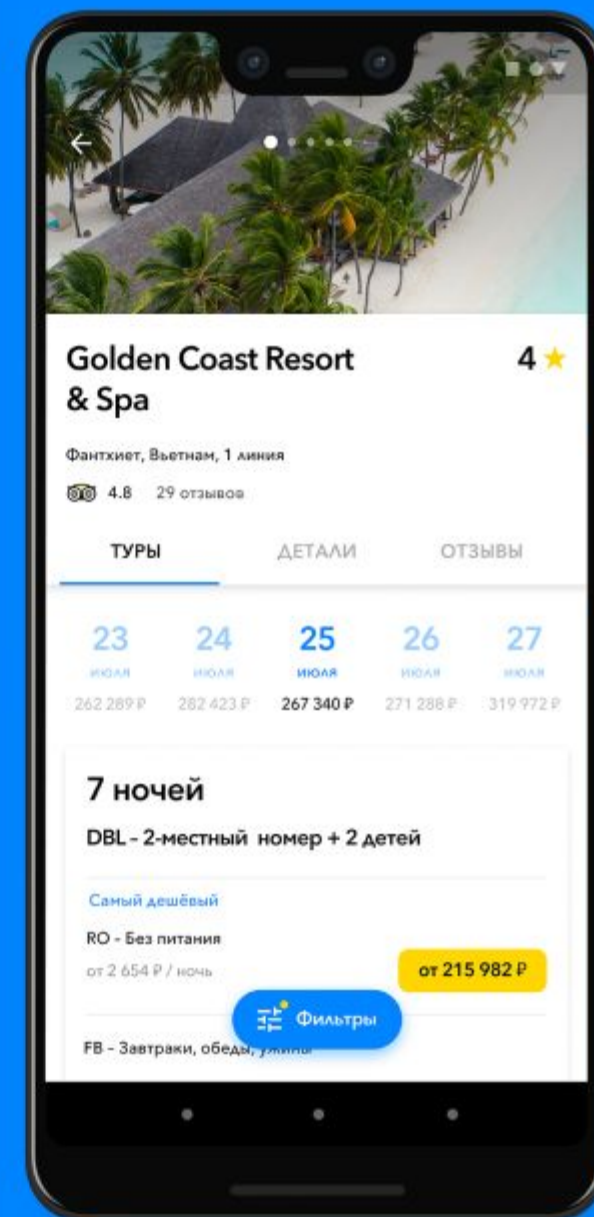 Golden Coast Resort
& Spa
4
Фантхиет, Вьетнам, 1 линия
4.8 29 отзывов
ТУРЫ ДЕТАЛИ ОТЗЫВЫ
23 24 25 26 27
июля июля июля июля июля
262 289 ₽ 282 423 ₽ 267 340 ₽ 271 288 ₽ 319 972 ₽
7 ночей
DBL - 2-местный номер + 2 детей
Самый дешёвый
RO - Без питания
от 2 654 ₽ / ночь
от 215 982 ₽
Фильтры
FB - Завтраки, обеды, ужины